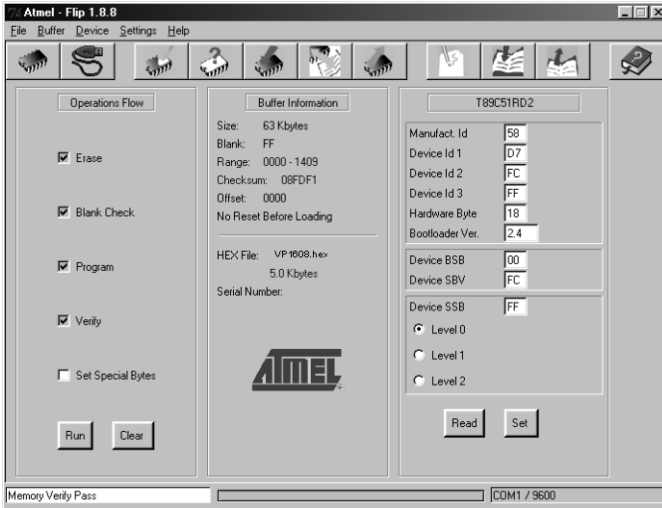 Atmel - Flip 1.8.8
File Buffer Device Settings Help
Operations Flow
Erase
Blank Check
Program
Verify
Set Special Bytes
Run Clear
Buffer Information
Size: 63 Kbytes
Blank: FF
Range: 0000 - 1409
Checksum: 08FDF1
Offset: 0000
No Reset Before Loading
HEX File: VP1608.hex
5.0 Kbytes
Serial Number:
ATMEL
T89C51RD2
Manufact. Id 58
Device Id 1 D7
Device Id 2 FC
Device Id 3 FF
Hardware Byte 18
Bootloader Ver. 2.4
Device BSB 00
Device SBV FC
Device SSB FF
Level 0
Level 1
Level 2
Read Set
Memory Verify Pass
COM1 / 9600